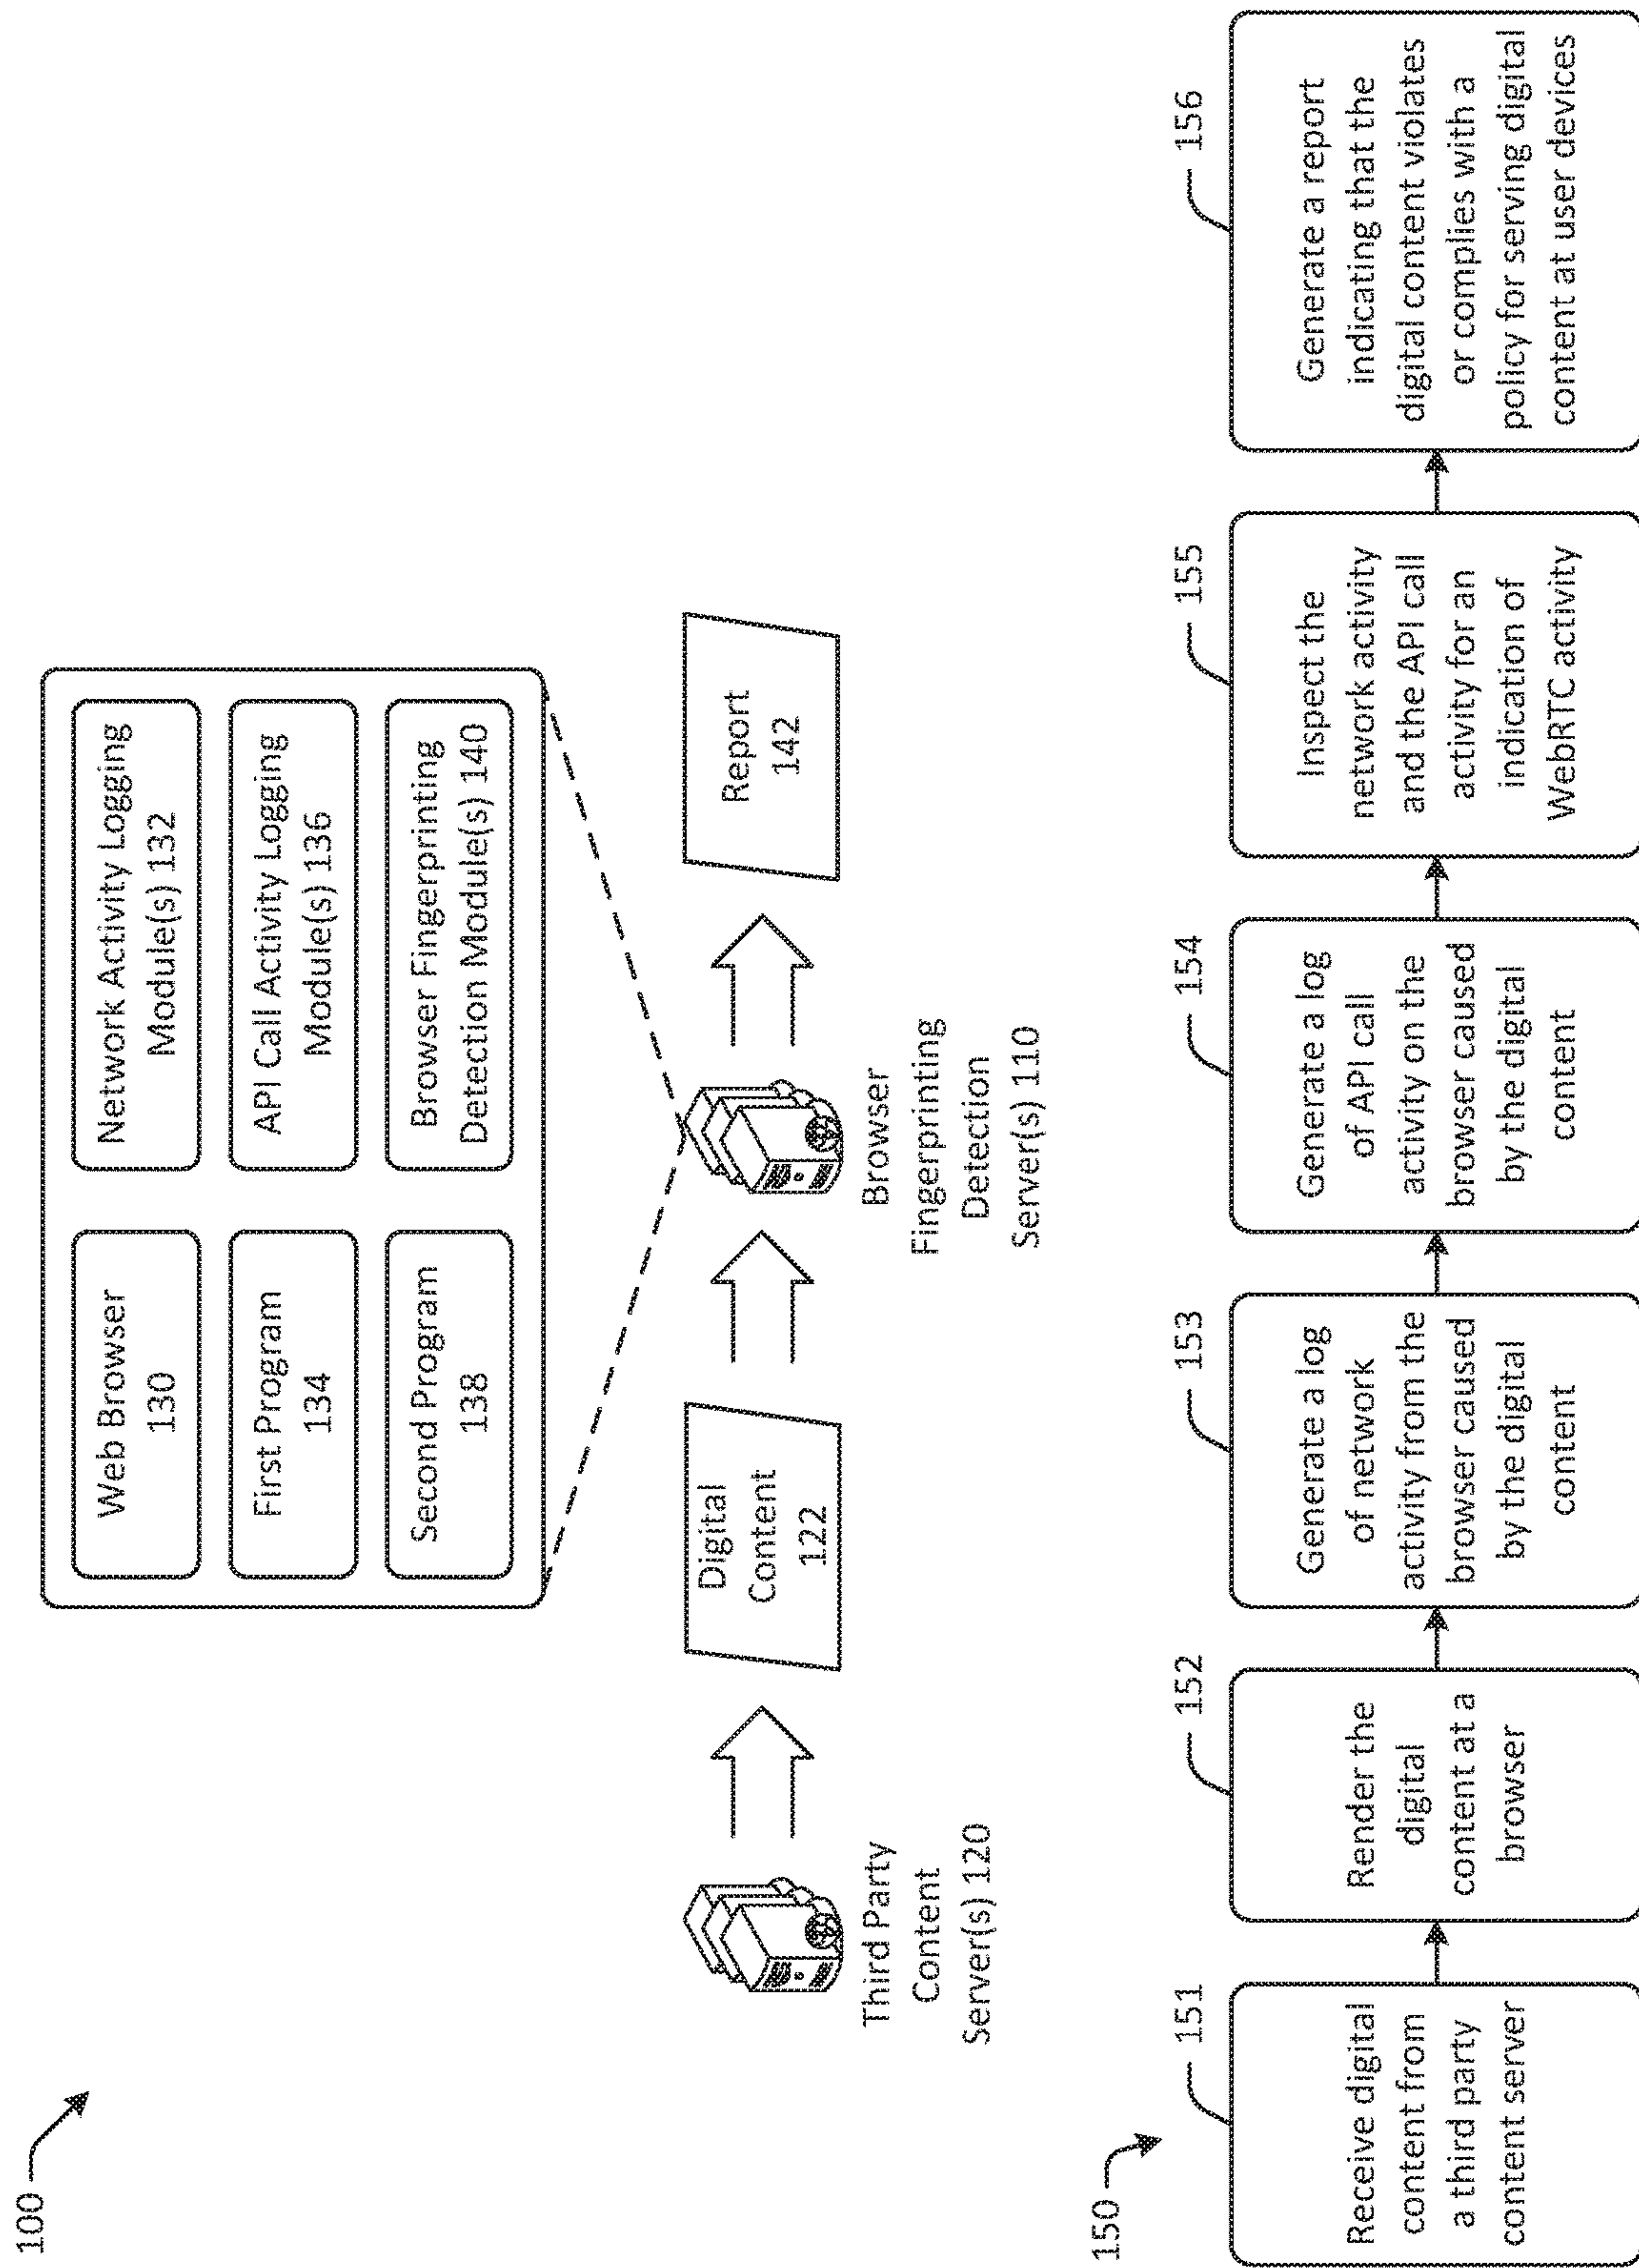 100
Web Browser
130
Network Activity Logging
Module(s) 132
First Program
134
API Call Activity Logging
Module(s) 136
Second Program
138
Browser Fingerprinting
Detection Module(s) 140
Third Party
Content
Server(s) 120
Digital
Content
122
Browser
Fingerprinting
Detection
Server(s) 110
Report
142
150
151
Receive digital
content from
a third party
content server
152
Render the
digital
content at a
browser
153
Generate a log
of network
activity from the
browser caused
by the digital
content
154
Generate a log
of API call
activity on the
browser caused
by the digital
content
155
Inspect the
network activity
and the API call
activity for an
indication of
WebRTC activity
156
Generate a report
indicating that the
digital content violates
or complies with a
policy for serving digital
content at user devices